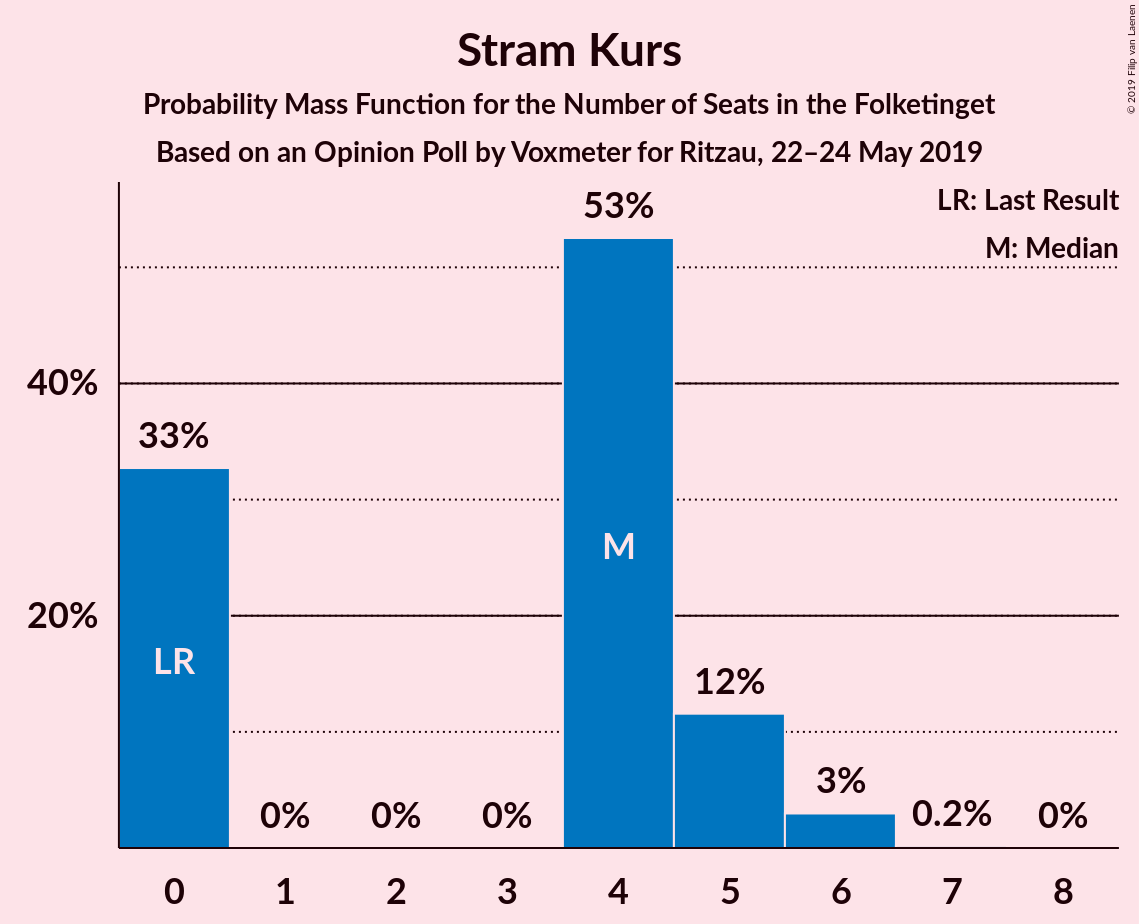 Stram Kurs
Probability Mass Function for the Number of Seats in the Folketinget
Based on an Opinion Poll by Voxmeter for Ritzau, 22–24 May 2019
© 2019 Filip van Laenen
LR: Last Result
M: Median
53%
40%
33%
M
20%
LR
12%
3%
0%
0%
0%
0.2%
0%
0 1 2 3 4 5 6 7 8